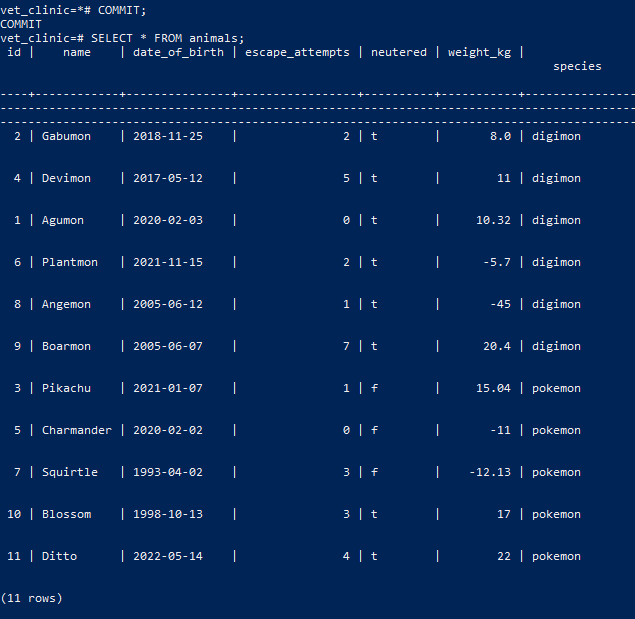 vet_clinic=*# COMMIT;
COMMIT
vet_clinic=# SELECT * FROM animals;
 id |    name    | date_of_birth | escape_attempts | neutered | weight_kg |
                                                                               species
----+------------+---------------+-----------------+----------+-----------+----------------
-------------------------------------------------------------------------------------------
-------------------------------------------------------------------------------------------
  2 | Gabumon    | 2018-11-25    |               2 | t        |       8.0 | digimon
  4 | Devimon    | 2017-05-12    |               5 | t        |        11 | digimon
  1 | Agumon     | 2020-02-03    |               0 | t        |     10.32 | digimon
  6 | Plantmon   | 2021-11-15    |               2 | t        |      -5.7 | digimon
  8 | Angemon    | 2005-06-12    |               1 | t        |       -45 | digimon
  9 | Boarmon    | 2005-06-07    |               7 | t        |      20.4 | digimon
  3 | Pikachu    | 2021-01-07    |               1 | f        |     15.04 | pokemon
  5 | Charmander | 2020-02-02    |               0 | f        |       -11 | pokemon
  7 | Squirtle   | 1993-04-02    |               3 | f        |    -12.13 | pokemon
 10 | Blossom    | 1998-10-13    |               3 | t        |        17 | pokemon
 11 | Ditto      | 2022-05-14    |               4 | t        |        22 | pokemon
(11 rows)